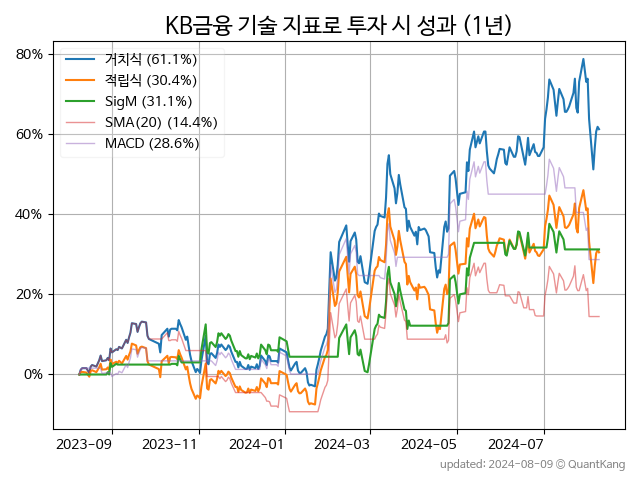 KB금융 기술 지표로 투자 시 성과 (1년)
80%
60%
40%
20%
0%
거치식 (61.1%)
적립식 (30.4%)
SigM (31.1%)
SMA(20) (14.4%)
MACD (28.6%)
2023-09 2023-11 2024-01 2024-03 2024-05 2024-07
updated: 2024-08-09 © QuantKang